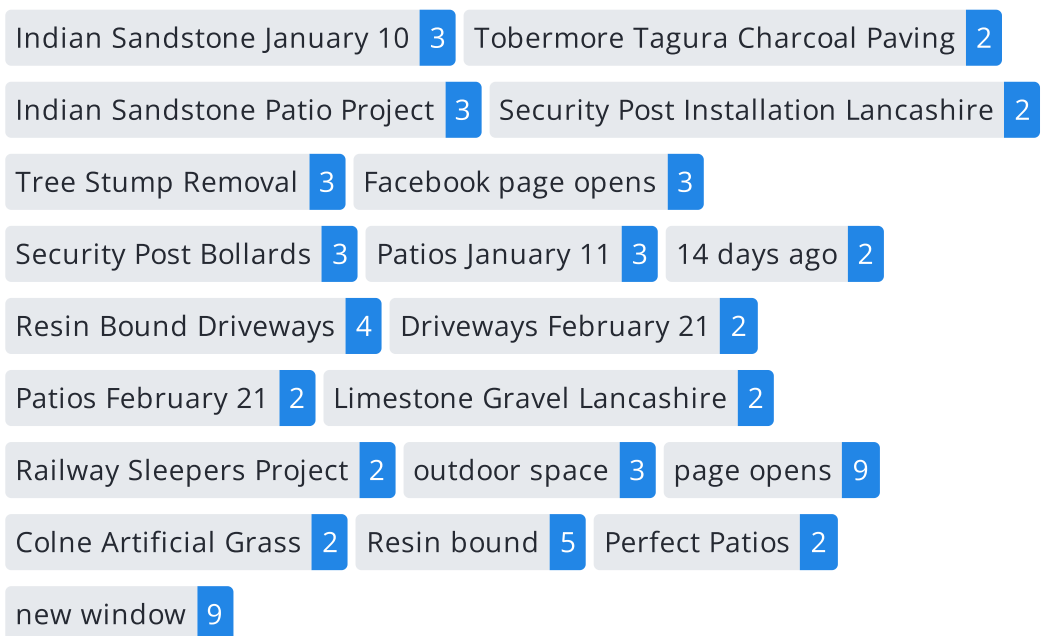 Indian Sandstone January 10 3 Tobermore Tagura Charcoal Paving 2
Indian Sandstone Patio Project 3 Security Post Installation Lancashire 2
Tree Stump Removal 3 Facebook page opens 3
Security Post Bollards 3 Patios January 11 3 14 days ago 2
Resin Bound Driveways 4 Driveways February 21 2
Patios February 21 2 Limestone Gravel Lancashire 2
Railway Sleepers Project 2 outdoor space 3 page opens 9
Colne Artificial Grass 2 Resin bound 5 Perfect Patios 2
new window 9